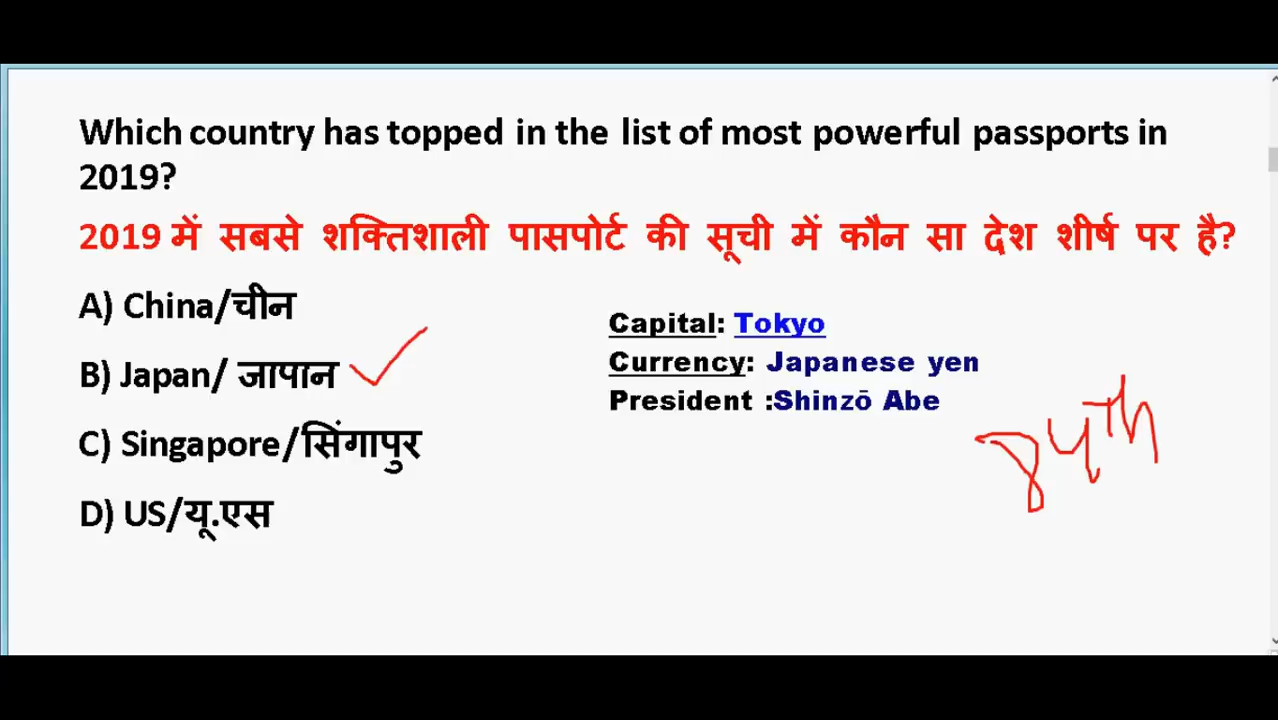 Which country has topped in the list of most powerful passports in
2019?
2019 में सबसे शक्तिशाली पासपोर्ट की सूची में कौन सा देश शीर्ष पर है?
A) China/चीन
B) Japan/ जापान
C) Singapore/सिंगापुर
D) US/यू.एस
Capital: Tokyo
Currency: Japanese yen
President :Shinzō Abe
84th